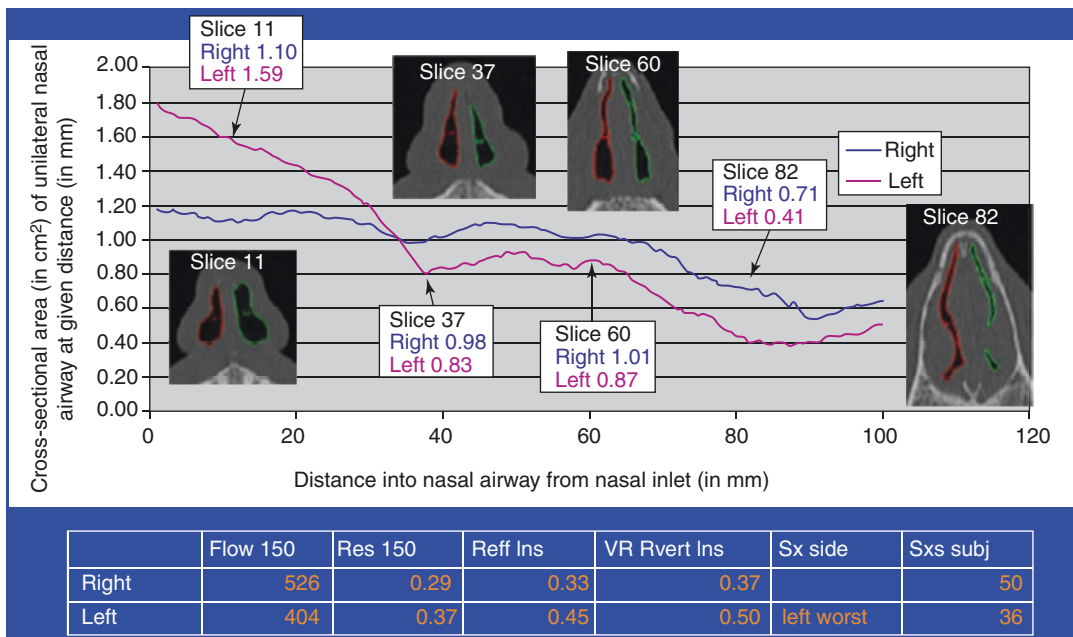 Slice 11
Right 1.10
Left 1.59
Cross-sectional area (in cm²) of unilateral nasal
airway at given distance (in mm)
2.00
1.80
1.60
1.40
1.20
1.00
0.80
0.60
0.40
0.20
0.00
Slice 37
Slice 60
Right
Left
Slice 82
Right 0.71
Left 0.41
Slice 82
Slice 11
Slice 37
Right 0.98
Left 0.83
Slice 60
Right 1.01
Left 0.87
0 20 40 60 80 100 120
Distance into nasal airway from nasal inlet (in mm)
Flow 150 Res 150 Reff Ins VR Rvert Ins Sx side Sxs subj
Right 526 0.29 0.33 0.37 50
Left 404 0.37 0.45 0.50 left worst 36